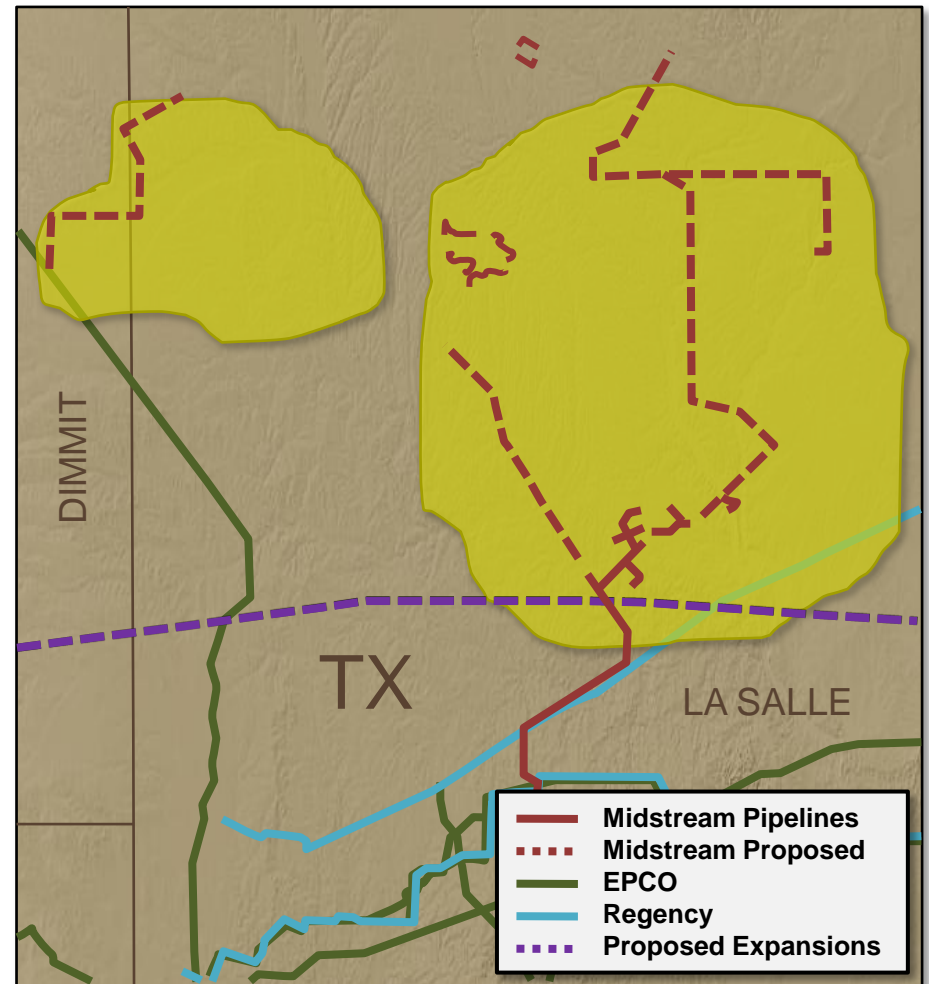 DIMMIT
TX
LA SALLE
Midstream Pipelines
Midstream Proposed
EPCO
Regency
Proposed Expansions